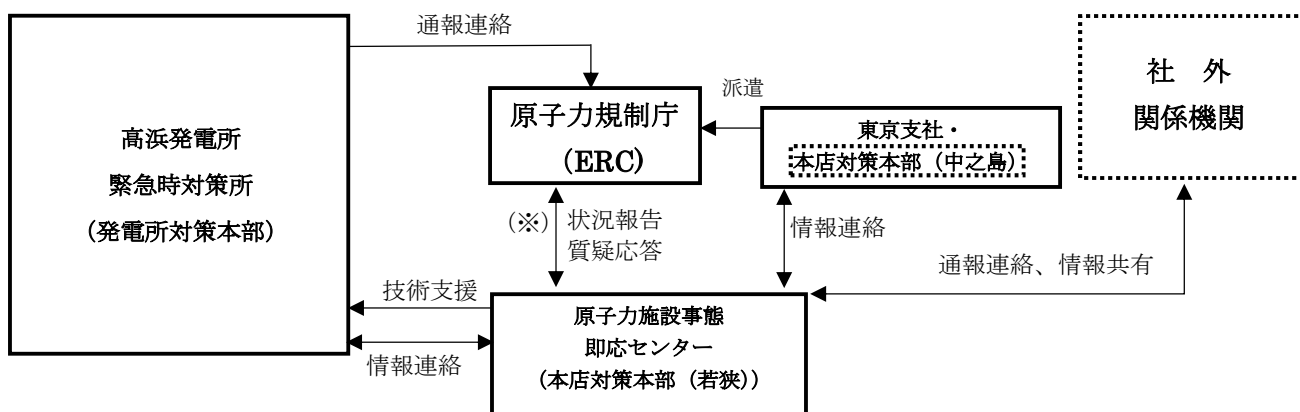 通報連絡
高浜発電所
緊急時対策所
(発電所対策本部)
原子力規制庁
(ERC)
派遣
東京支社・
本店対策本部（中之島）
社　外
関係機関
(※)
状況報告
質疑応答
情報連絡
通報連絡、情報共有
技術支援
情報連絡
原子力施設事態
即応センター
(本店対策本部（若狭）)